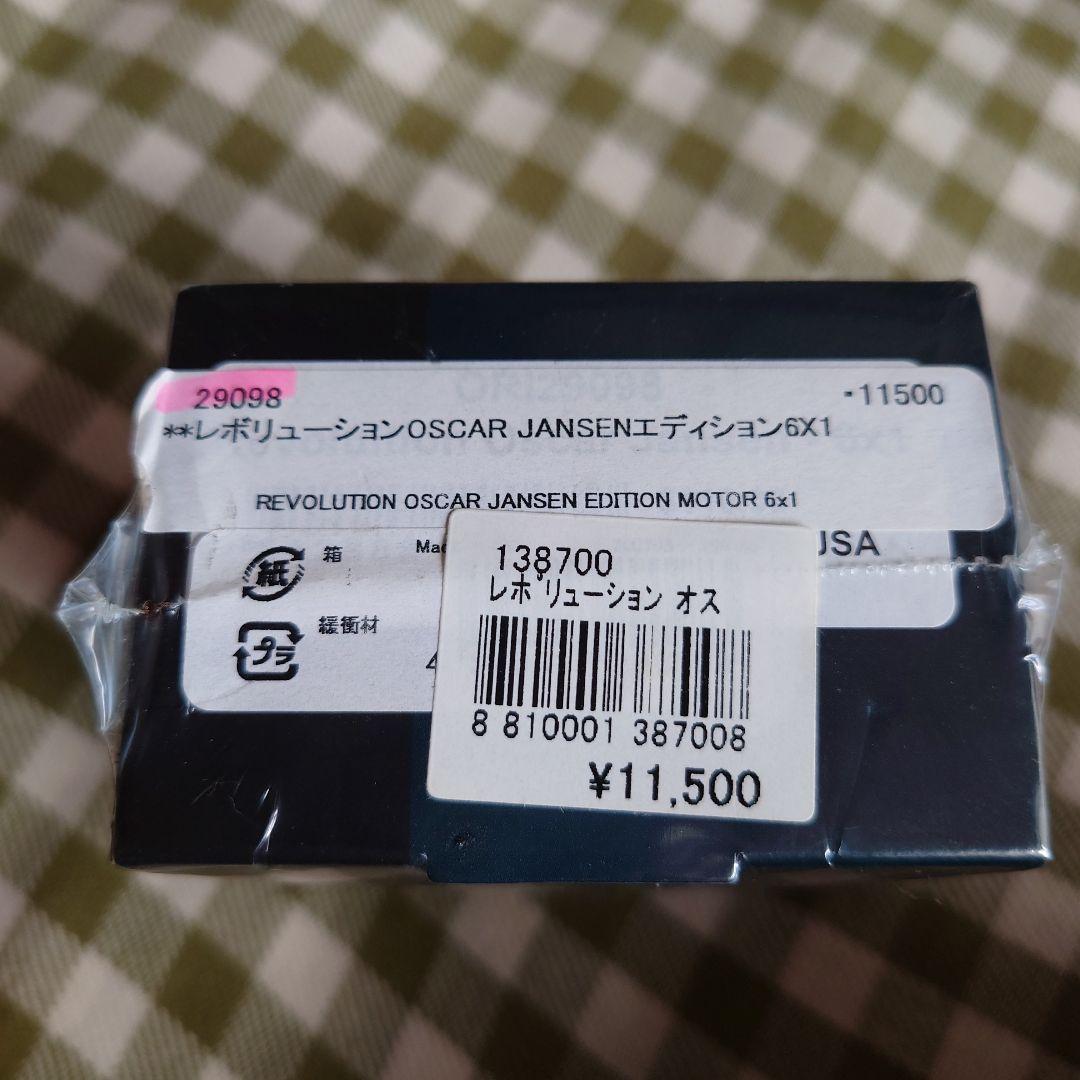 29098
・11500
**レボリューションOSCAR JANSENエディション6X1
REVOLUTION OSCAR JANSEN EDITION MOTOR 6x1
紙
箱
USA
プラ
緩衝材
138700
レボリューション オス
8 810001 387008
¥11,500